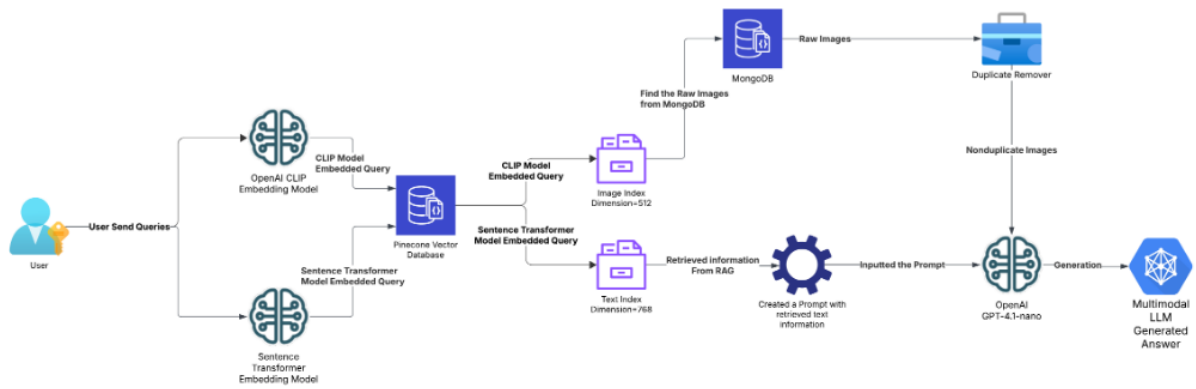 User
User Send Queries
OpenAI CLIP
Embedding Model
CLIP Model
Embedded Query
Sentence Transformer
Model Embedded Query
Sentence
Transformer
Embedding Model
Pinecone Vector
Database
CLIP Model
Embedded Query
Sentence Transformer
Model Embedded Query
Image Index
Dimension=512
Text Index
Dimension=768
Find the Raw Images
from MongoDB
MongoDB
Raw Images
Duplicate Remover
Nonduplicate Images
Retrieved information
From RAG
Created a Prompt with
retrieved text
information
Inputted the Prompt
OpenAI
GPT-4.1-nano
Generation
Multimodal
LLM
Generated
Answer